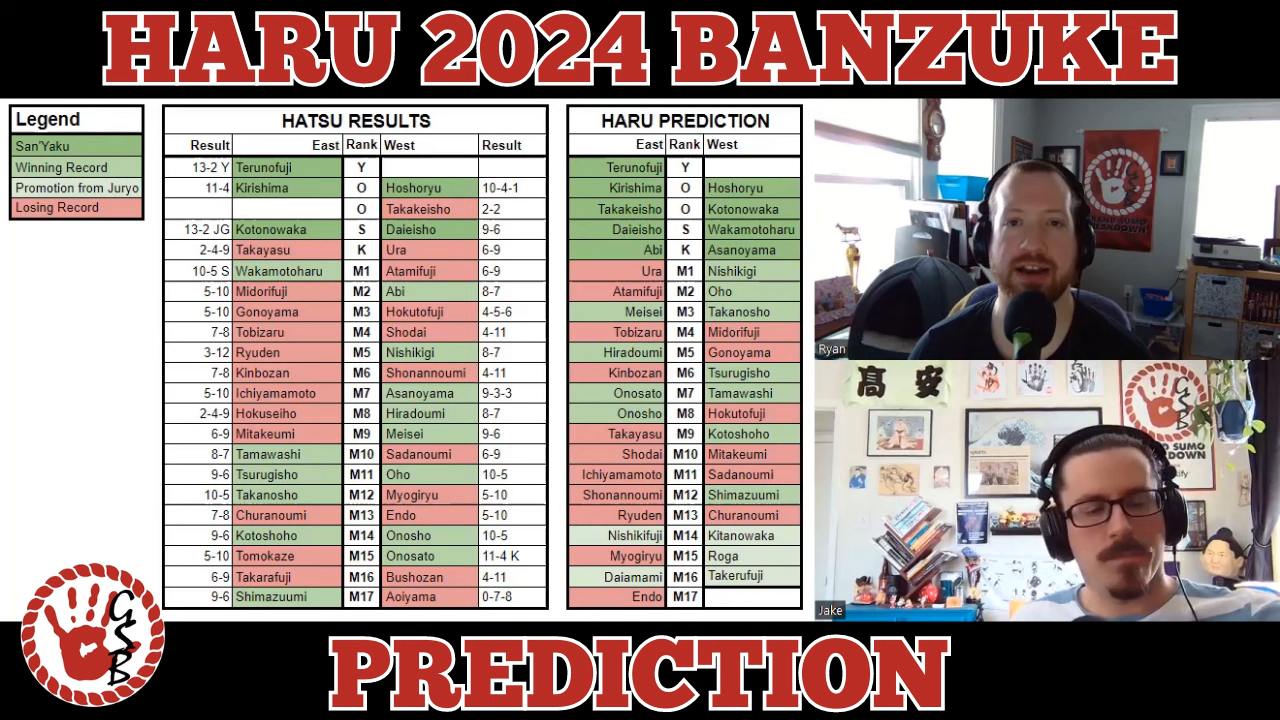 HARU 2024 BANZUKE
Legend
San'Yaku
Winning Record
Promotion from Juryo
Losing Record
HATSU RESULTS
Result East Rank West Result
13-2 Y Terunofuji Y
11-4 Kirishima O Hoshoryu 10-4-1
O Takakeisho 2-2
13-2 JG Kotonowaka S Daieisho 9-6
2-4-9 Takayasu K Ura 6-9
10-5 S Wakamotoharu M1 Atamifuji 6-9
5-10 Midorifuji M2 Abi 8-7
5-10 Gonoyama M3 Hokutofuji 4-5-6
7-8 Tobizaru M4 Shodai 4-11
3-12 Ryuden M5 Nishikigi 8-7
7-8 Kinbozan M6 Shonannoumi 4-11
5-10 Ichiyamamoto M7 Asanoyama 9-3-3
2-4-9 Hokuseiho M8 Hiradoumi 8-7
6-9 Mitakeumi M9 Meisei 9-6
8-7 Tamawashi M10 Sadanoumi 6-9
9-6 Tsurugisho M11 Oho 10-5
10-5 Takanosho M12 Myogiryu 5-10
7-8 Churanoumi M13 Endo 5-10
9-6 Kotoshoho M14 Onosho 10-5
5-10 Tomokaze M15 Onosato 11-4 K
6-9 Takarafuji M16 Bushozan 4-11
9-6 Shimazuumi M17 Aoiyama 0-7-8
HARU PREDICTION
East Rank West
Terunofuji Y
Kirishima O Hoshoryu
Takakeisho O Kotonowaka
Daieisho S Wakamotoharu
Abi K Asanoyama
Ura M1 Nishikigi
Atamifuji M2 Oho
Meisei M3 Takanosho
Tobizaru M4 Midorifuji
Hiradoumi M5 Gonoyama
Kinbozan M6 Tsurugisho
Onosato M7 Tamawashi
Onosho M8 Hokutofuji
Takayasu M9 Kotoshoho
Shodai M10 Mitakeumi
Ichiyamamoto M11 Sadanoumi
Shonannoumi M12 Shimazuumi
Ryuden M13 Churanoumi
Nishikifuji M14 Kitanowaka
Myogiryu M15 Roga
Daiamami M16 Takerufuji
Endo M17
Ryan
高安
GSB
Jake
GSB
PREDICTION